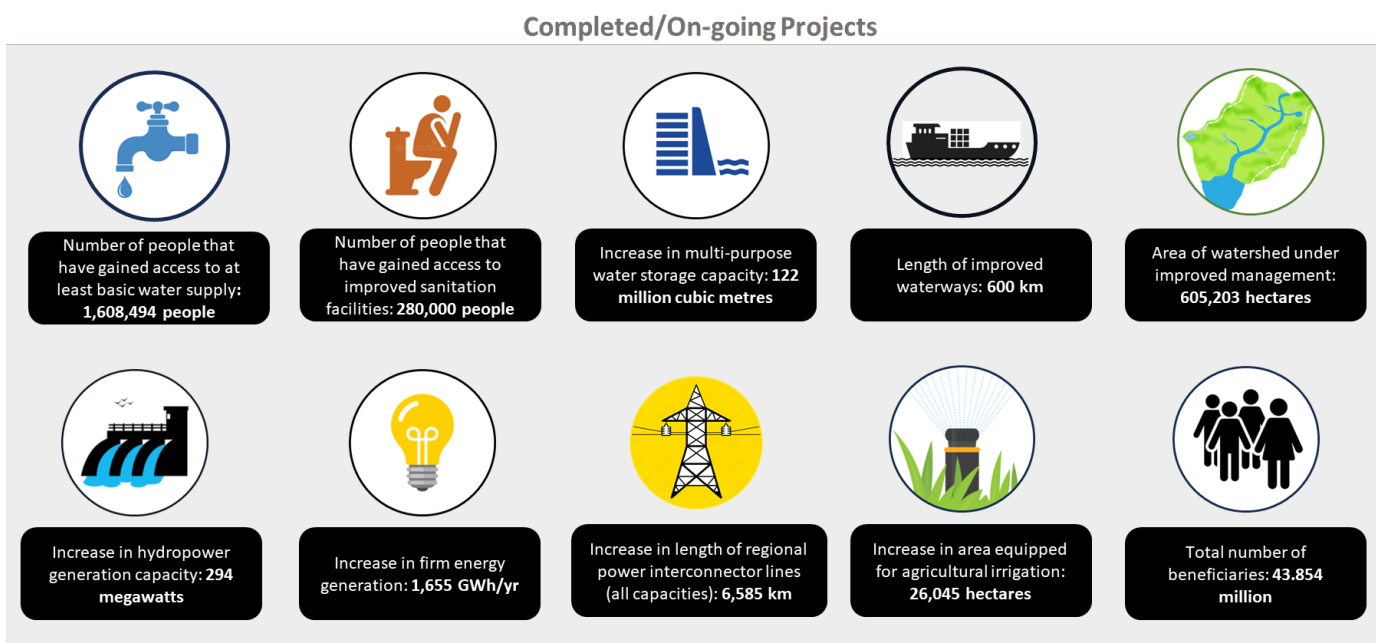 Completed/On-going Projects
Number of people that
have gained access to at
least basic water supply:
1,608,494 people
Number of people that
have gained access to
improved sanitation
facilities: 280,000 people
Increase in multi-purpose
water storage capacity: 122
million cubic metres
Length of improved
waterways: 600 km
Area of watershed under
improved management:
605,203 hectares
Increase in hydropower
generation capacity: 294
megawatts
Increase in firm energy
generation: 1,655 GWh/yr
Increase in length of regional
power interconnector lines
(all capacities): 6,585 km
Increase in area equipped
for agricultural irrigation:
26,045 hectares
Total number of
beneficiaries: 43.854
million